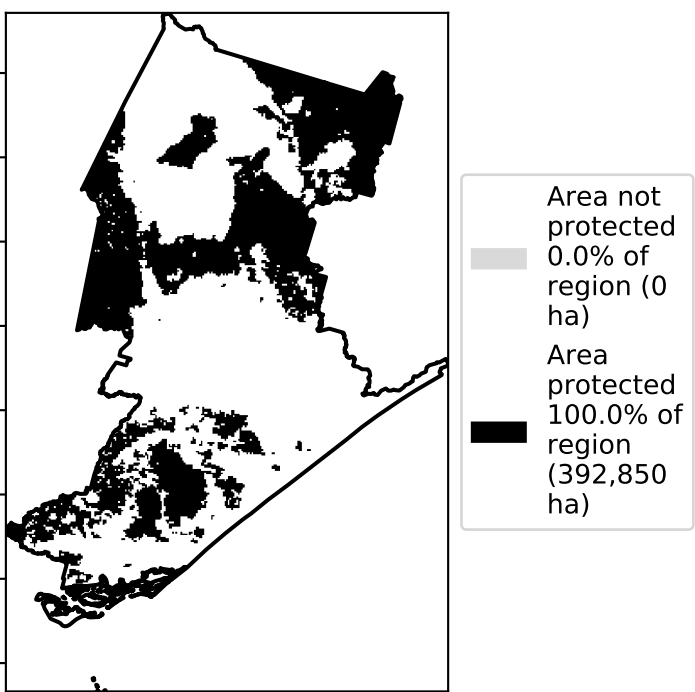 Area not
protected
0.0% of
region (0
ha)
Area
protected
100.0% of
region
(392,850
ha)